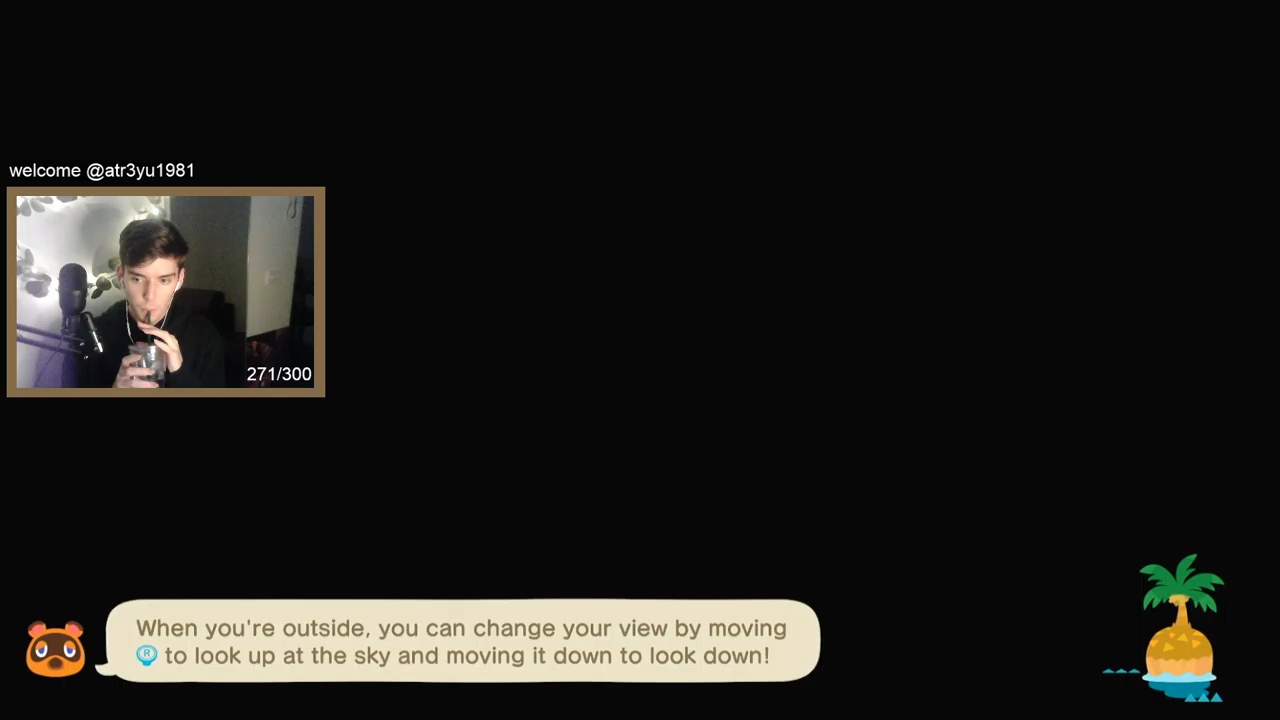 welcome @atr3yu1981
271/300
When you're outside, you can change your view by moving
R to look up at the sky and moving it down to look down!